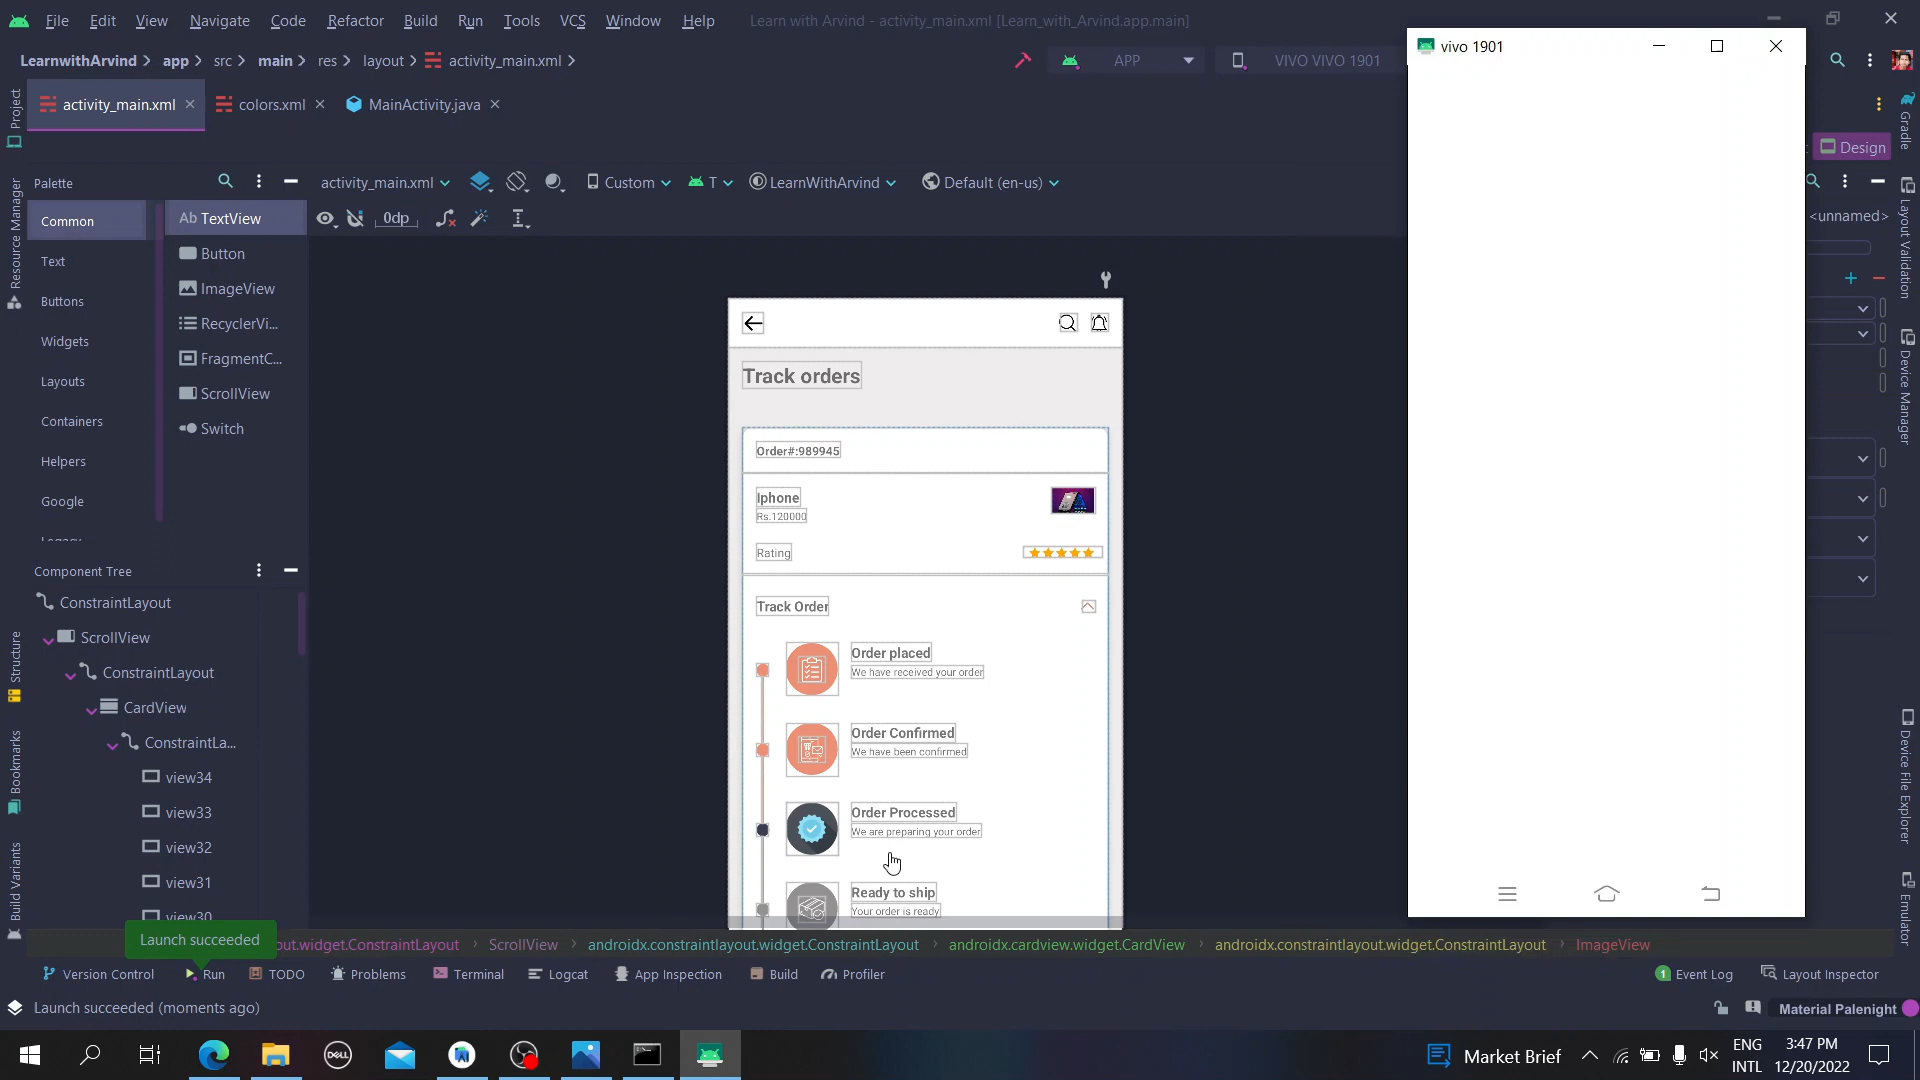 File Edit View Navigate Code Refactor Build Run Tools VCS Window Help Learn with Arvind - activity_main.xml [Learn_with_Arvind.app.main]
vivo 1901
LearnwithArvind app src main res layout activity_main.xml APP VIVO VIVO 1901
activity_main.xml colors.xml MainActivity.java
Project
Gradle
Design
Palette
activity_main.xml Custom T LearnWithArvind Default (en-us)
Resource Manager
Layout Validation
Common
Ab TextView
0dp
<unnamed>
Button
Text
ImageView
Buttons
RecyclerVi...
Widgets
FragmentC...
Layouts
ScrollView
Containers
Switch
Helpers
Google
Device Manager
Track orders
Order#:989945
Iphone
Rs.120000
Rating
Track Order
Order placed
We have received your order
Order Confirmed
We have been confirmed
Order Processed
We are preparing your order
Ready to ship
Your order is ready
Component Tree
ConstraintLayout
ScrollView
ConstraintLayout
CardView
ConstraintLa...
view34
view33
view32
view31
view30
Structure
Bookmarks
Build Variants
Device File Explorer
Emulator
Launch succeeded
out.widget.ConstraintLayout ScrollView androidx.constraintlayout.widget.ConstraintLayout androidx.cardview.widget.CardView androidx.constraintlayout.widget.ConstraintLayout ImageView
Version Control Run TODO Problems Terminal Logcat App Inspection Build Profiler 1 Event Log Layout Inspector
Launch succeeded (moments ago) Material Palenight
DELL
Market Brief ENG 3:47 PM
INTL 12/20/2022